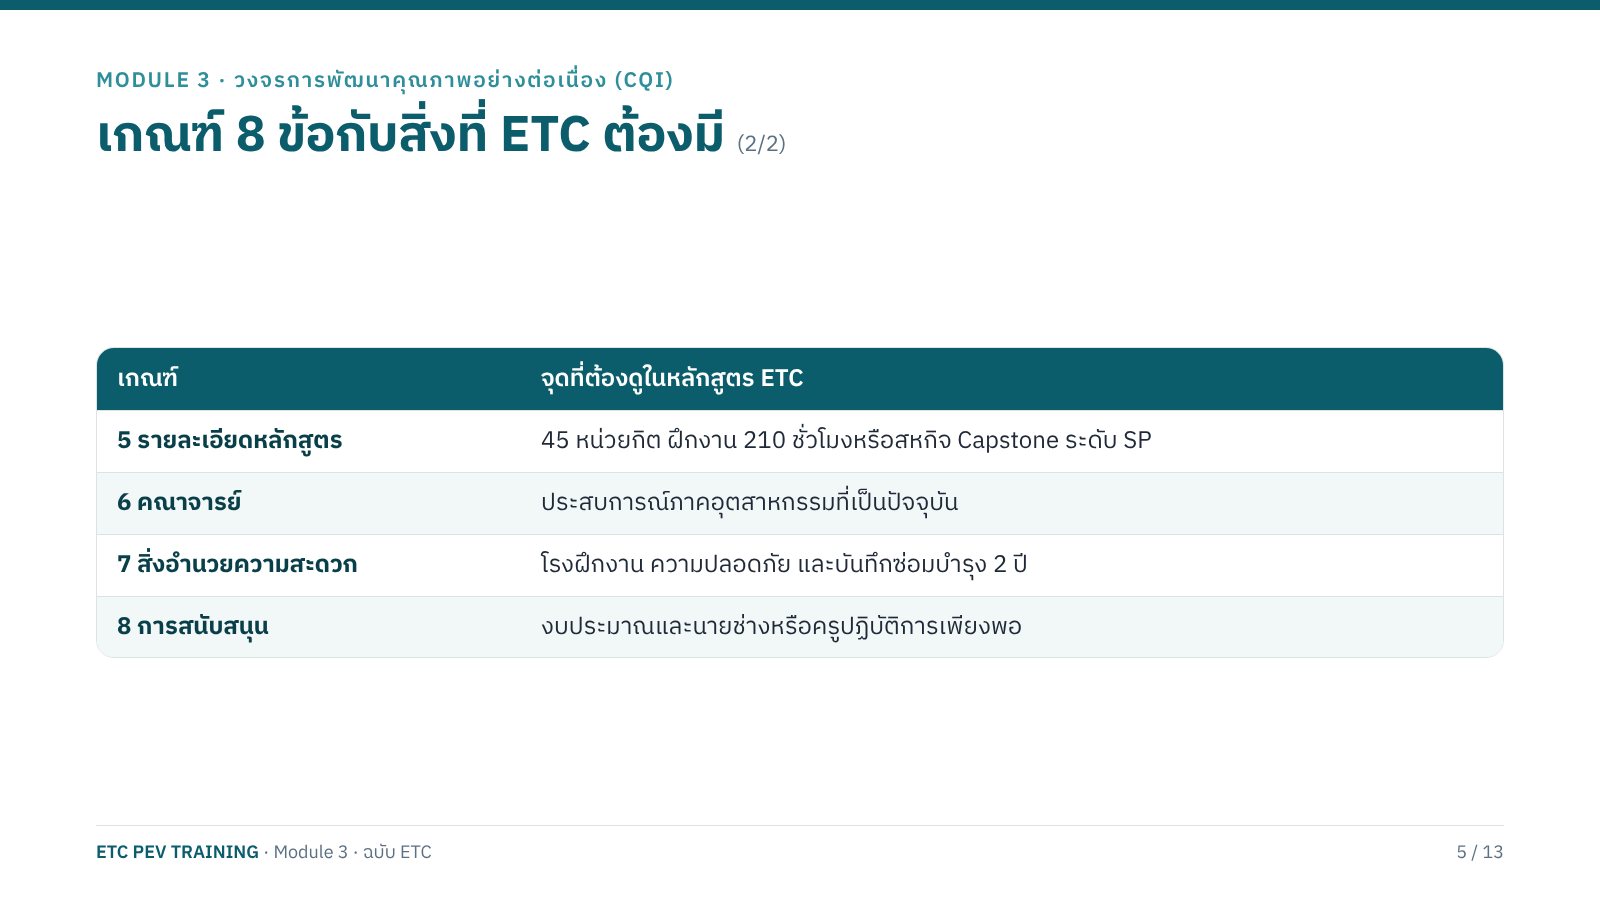 MODULE 3 · วงจรการพัฒนาคุณภาพอย่างต่อเนื่อง (CQI)
เกณฑ์ 8 ข้อกับสิ่งที่ ETC ต้องมี (2/2)
เกณฑ์ จุดที่ต้องดูในหลักสูตร ETC
5 รายละเอียดหลักสูตร 45 หน่วยกิต ฝึกงาน 210 ชั่วโมงหรือสหกิจ Capstone ระดับ SP
6 คณาจารย์ ประสบการณ์ภาคอุตสาหกรรมที่เป็นปัจจุบัน
7 สิ่งอำนวยความสะดวก โรงฝึกงาน ความปลอดภัย และบันทึกซ่อมบำรุง 2 ปี
8 การสนับสนุน งบประมาณและนายช่างหรือครูปฏิบัติการเพียงพอ
ETC PEV TRAINING · Module 3 · ฉบับ ETC 5 / 13